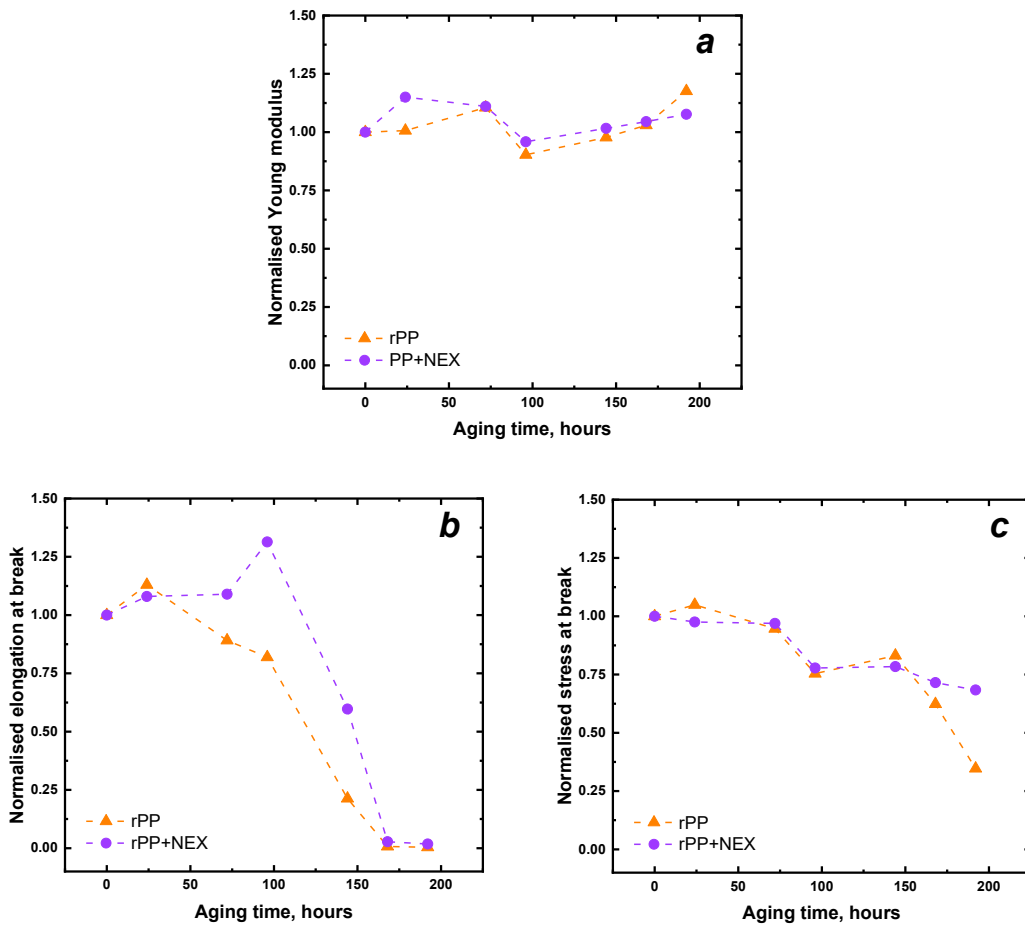 a
1.50
1.25
1.00
0.75
0.50
0.25
0.00
Normalised Young modulus
rPP
PP+NEX
0 50 100 150 200
Aging time, hours
b
1.50
1.25
1.00
0.75
0.50
0.25
0.00
Normalised elongation at break
rPP
rPP+NEX
0 50 100 150 200
Aging time, hours
c
1.50
1.25
1.00
0.75
0.50
0.25
0.00
Normalised stress at break
rPP
rPP+NEX
0 50 100 150 200
Aging time, hours